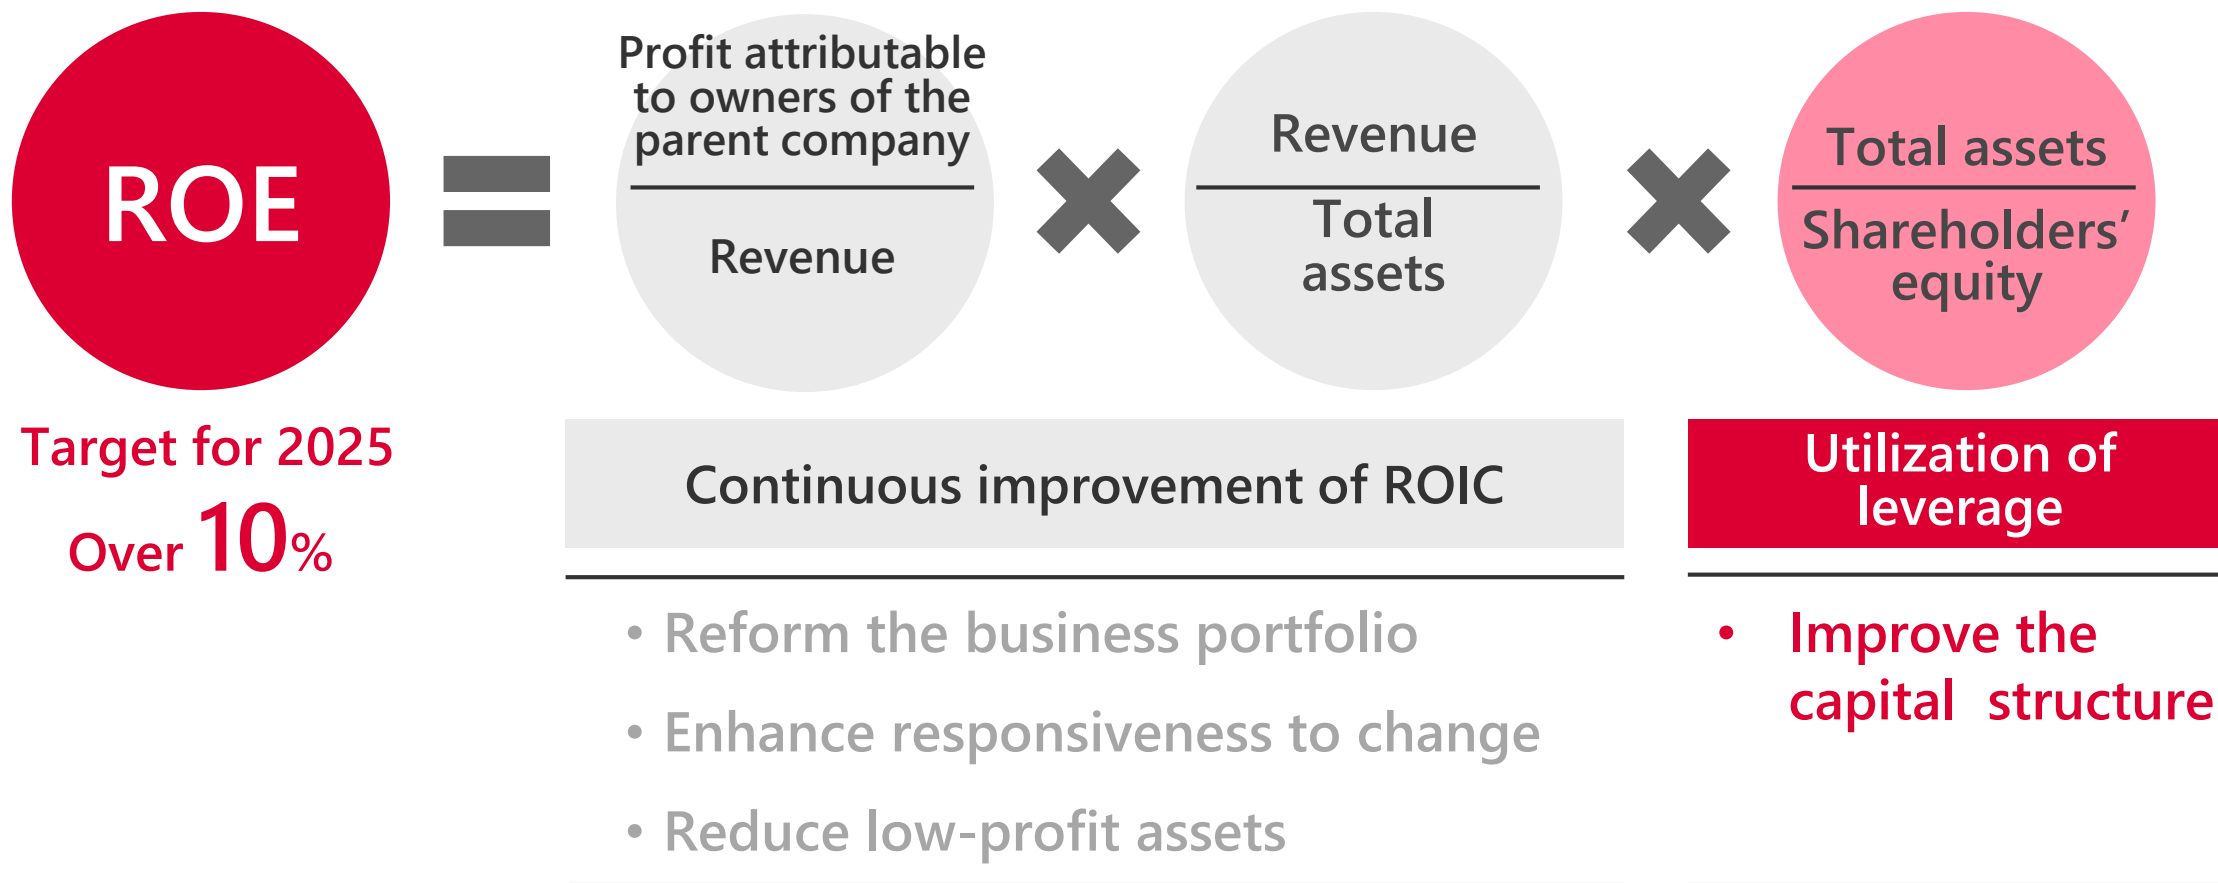 ROE
Target for 2025
Over 10%
Profit attributable
to owners of the
parent company
Revenue
Revenue
Total
assets
Total assets
Shareholders’
equity
Continuous improvement of ROIC
• Reform the business portfolio
• Enhance responsiveness to change
• Reduce low-profit assets
Utilization of
leverage
• Improve the
capital structure